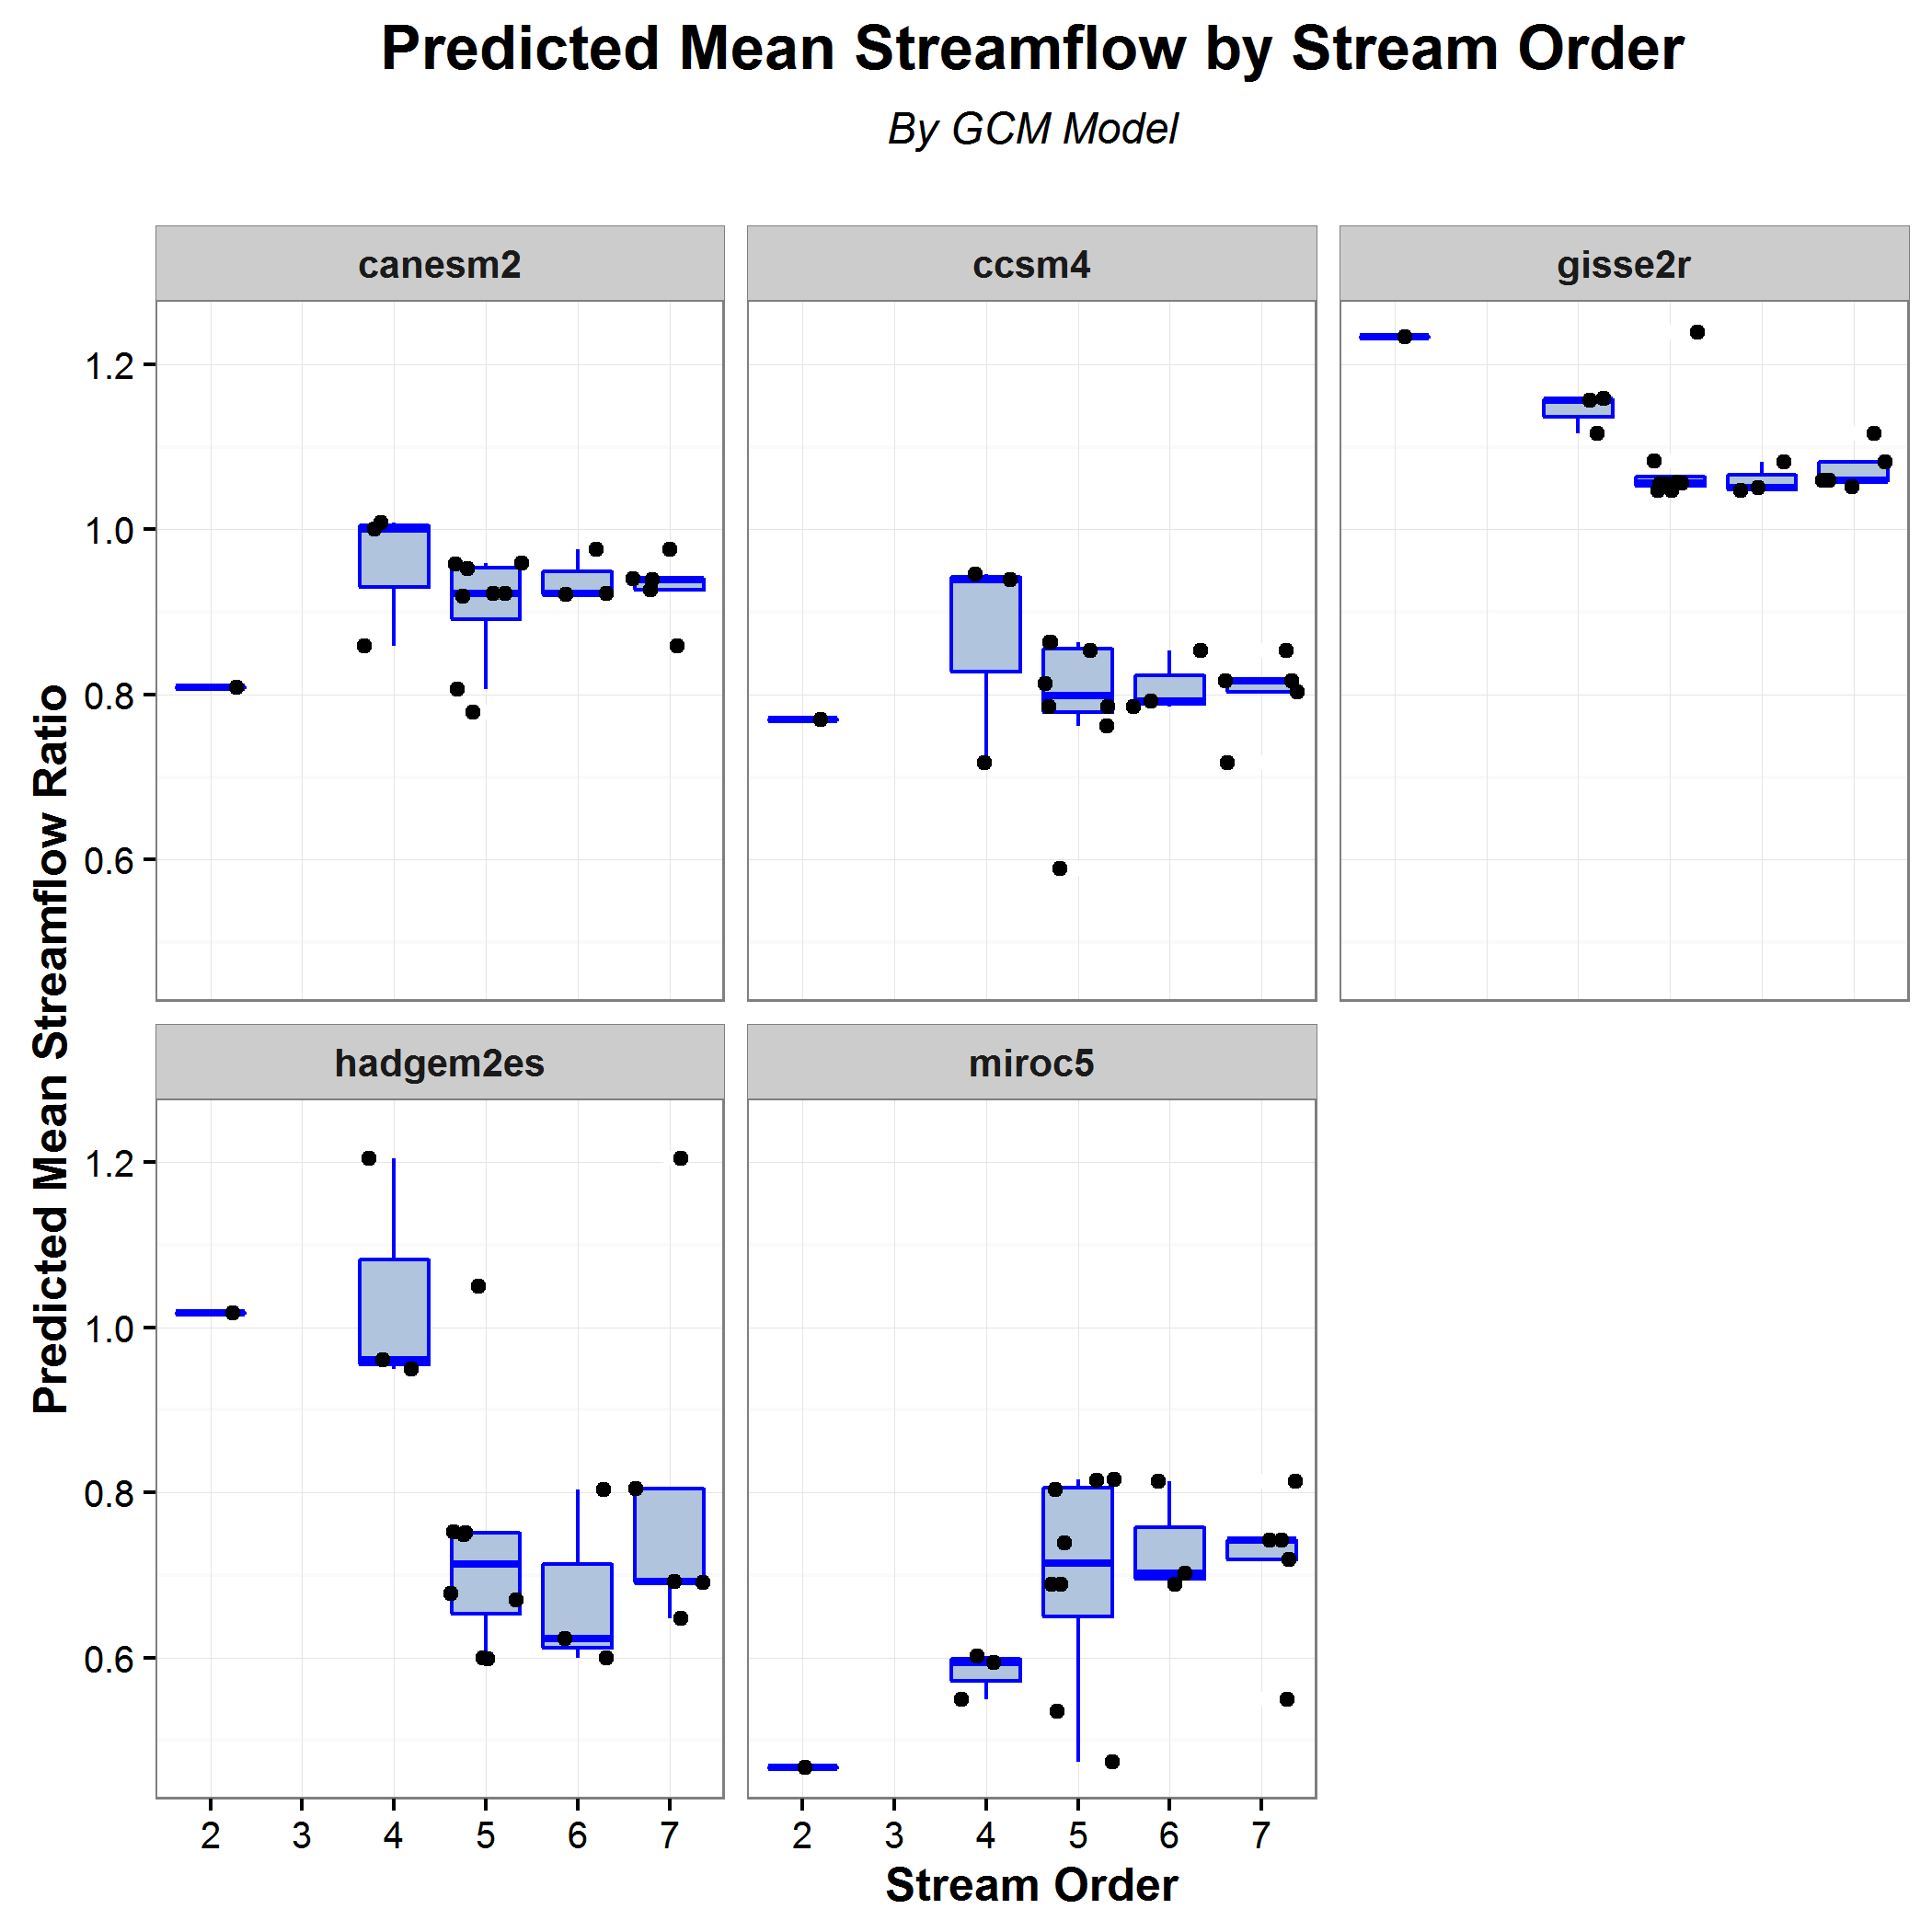 Predicted Mean Streamflow by Stream Order
By GCM Model
canesm2
ccsm4
gisse2r
1.2
1.0
0.8
0.6
Predicted Mean Streamflow Ratio
hadgem2es
miroc5
1.2
1.0
0.8
0.6
2 3 4 5 6 7
2 3 4 5 6 7
Stream Order